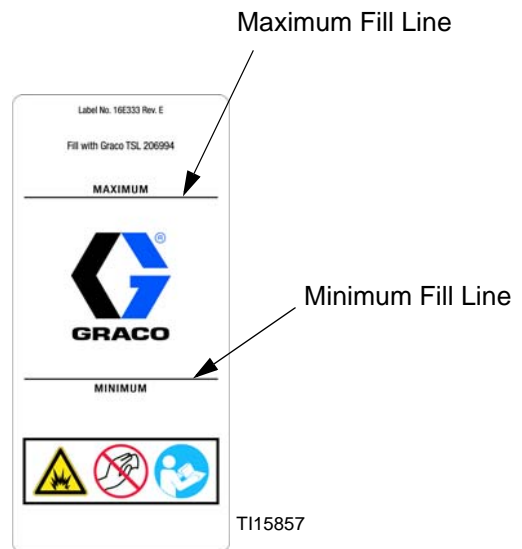 Maximum Fill Line
Label No. 16E333 Rev. E
Fill with Graco TSL 206994
MAXIMUM
®
GRACO
Minimum Fill Line
MINIMUM
TI15857